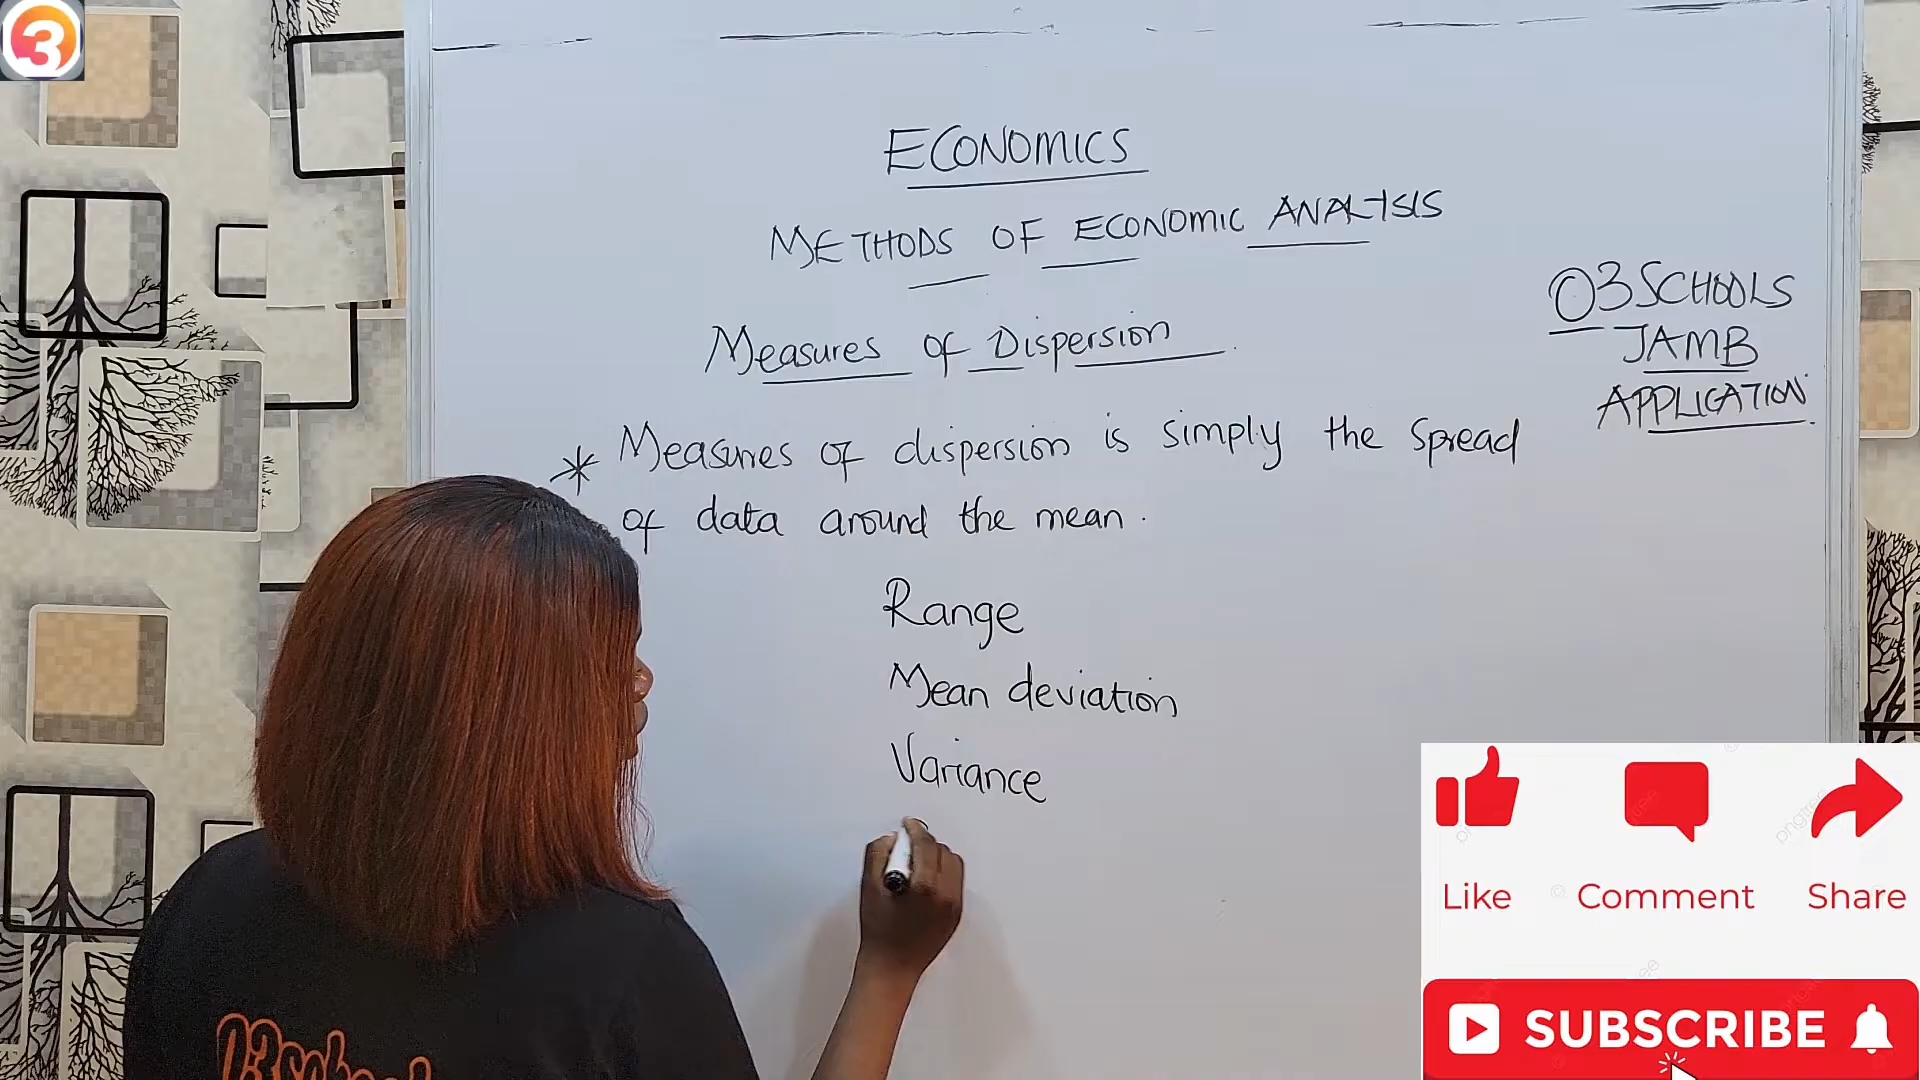 3
ECONOMICS
METHODS OF ECONOMIC ANALYSIS
Measures of Dispersion
O3SCHOOLS
JAMB
APPLICATION
* Measures of dispersion is simply the spread
of data around the mean.
Range
Mean deviation
Variance
Like Comment Share
SUBSCRIBE